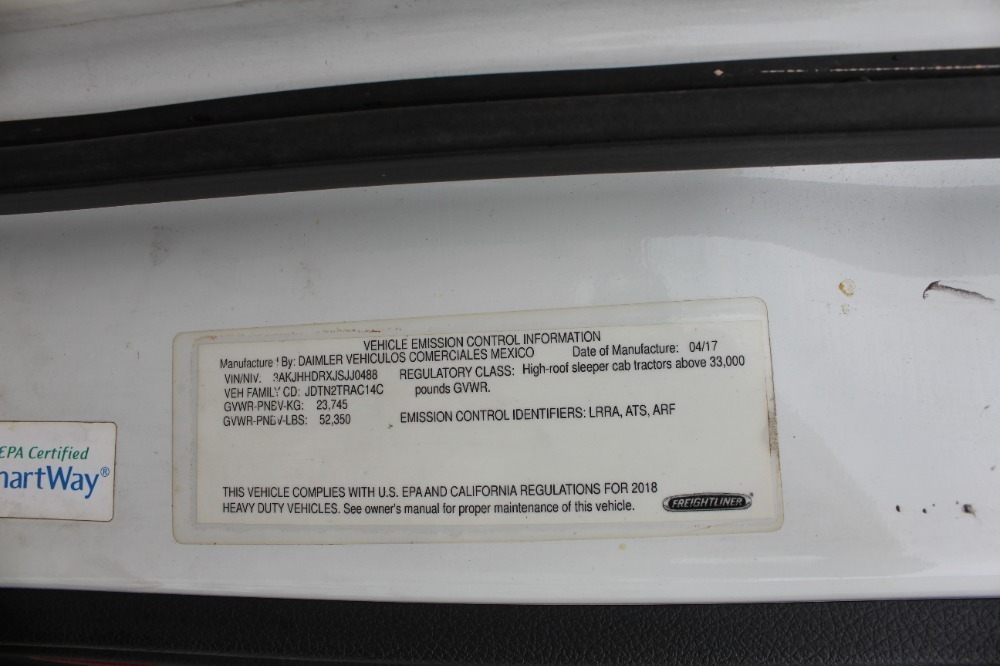 VEHICLE EMISSION CONTROL INFORMATION
Manufacture By: DAIMLER VEHICULOS COMERCIALES MEXICO Date of Manufacture: 04/17
VIN/NIV. 3AKJHHDRXJSJJ0488 REGULATORY CLASS: High-roof sleeper cab tractors above 33,000
VEH FAMILY CD: JDTN2TRAC14C pounds GVWR.
GVWR-PNBV-KG: 23,745
GVWR-PNBV-LBS: 52,350 EMISSION CONTROL IDENTIFIERS: LRRA, ATS, ARF
EPA Certified
martWay®
THIS VEHICLE COMPLIES WITH U.S. EPA AND CALIFORNIA REGULATIONS FOR 2018
HEAVY DUTY VEHICLES. See owner's manual for proper maintenance of this vehicle.
FREIGHTLINER